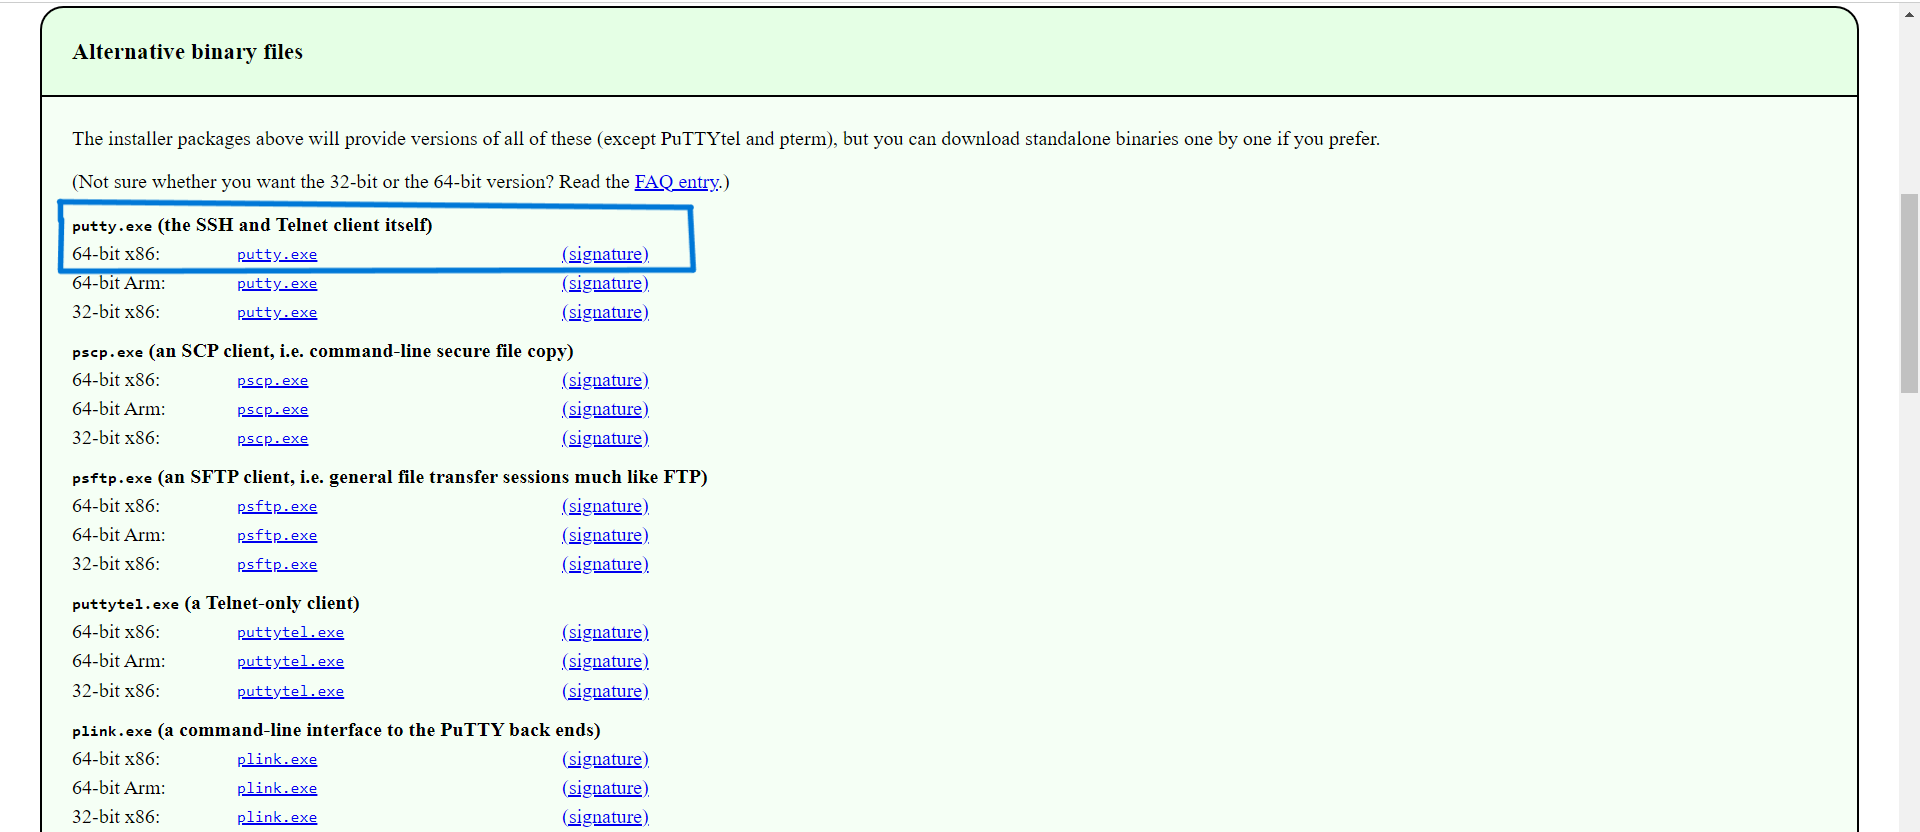 Alternative binary files
The installer packages above will provide versions of all of these (except PuTTYtel and pterm), but you can download standalone binaries one by one if you prefer.
(Not sure whether you want the 32-bit or the 64-bit version? Read the FAQ entry.)
putty.exe (the SSH and Telnet client itself)
64-bit x86: putty.exe (signature)
64-bit Arm: putty.exe (signature)
32-bit x86: putty.exe (signature)
pscp.exe (an SCP client, i.e. command-line secure file copy)
64-bit x86: pscp.exe (signature)
64-bit Arm: pscp.exe (signature)
32-bit x86: pscp.exe (signature)
psftp.exe (an SFTP client, i.e. general file transfer sessions much like FTP)
64-bit x86: psftp.exe (signature)
64-bit Arm: psftp.exe (signature)
32-bit x86: psftp.exe (signature)
puttytel.exe (a Telnet-only client)
64-bit x86: puttytel.exe (signature)
64-bit Arm: puttytel.exe (signature)
32-bit x86: puttytel.exe (signature)
plink.exe (a command-line interface to the PuTTY back ends)
64-bit x86: plink.exe (signature)
64-bit Arm: plink.exe (signature)
32-bit x86: plink.exe (signature)